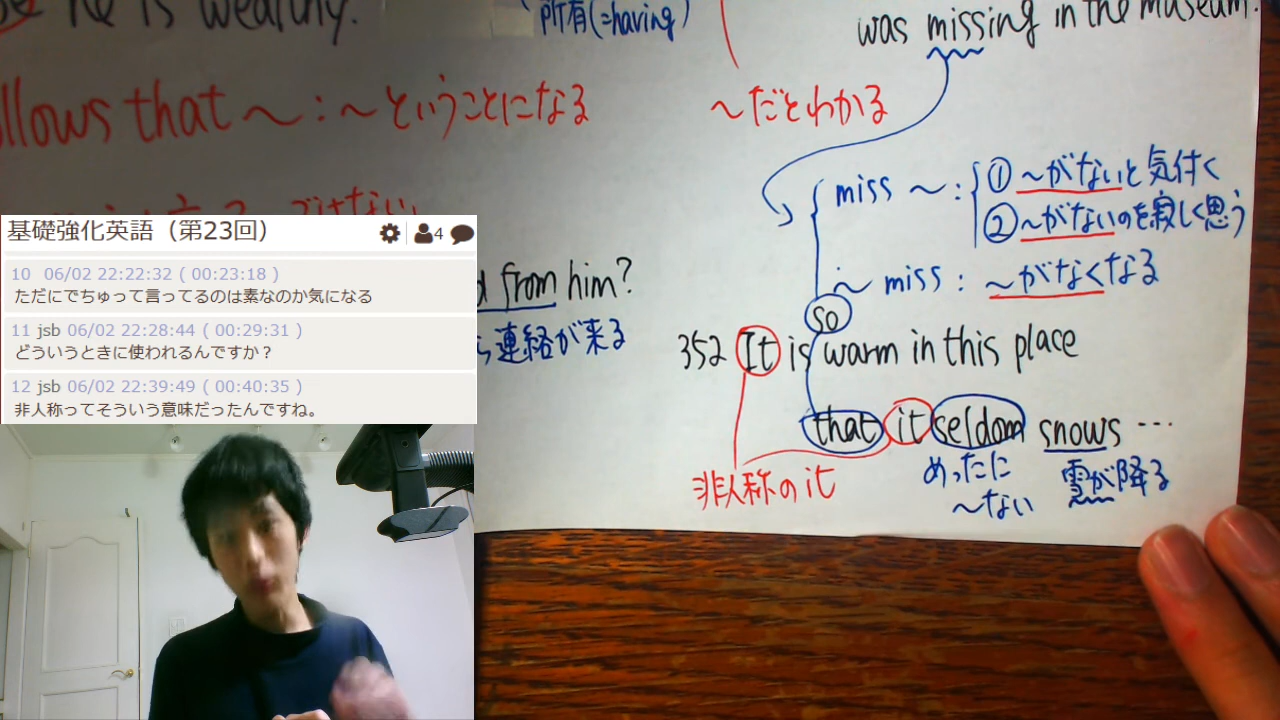 he is wealthy.
所有(=having)
was missing in the museum.
llows that ～:～ということになる
～だとわかる
miss ～:
①～がないと気付く
②～がないのを寂しく思う
～ miss : ～がなくなる
from him?
連絡が来る
so
352 It is warm in this place
that it seldom snows …
非人称のit
めったに
～ない
雪が降る
基礎強化英語（第23回）
4
10 06/02 22:22:32 ( 00:23:18 )
ただにでちゅって言ってるのは素なのか気になる
11 jsb 06/02 22:28:44 ( 00:29:31 )
どういうときに使われるんですか？
12 jsb 06/02 22:39:49 ( 00:40:35 )
非人称ってそういう意味だったんですね。